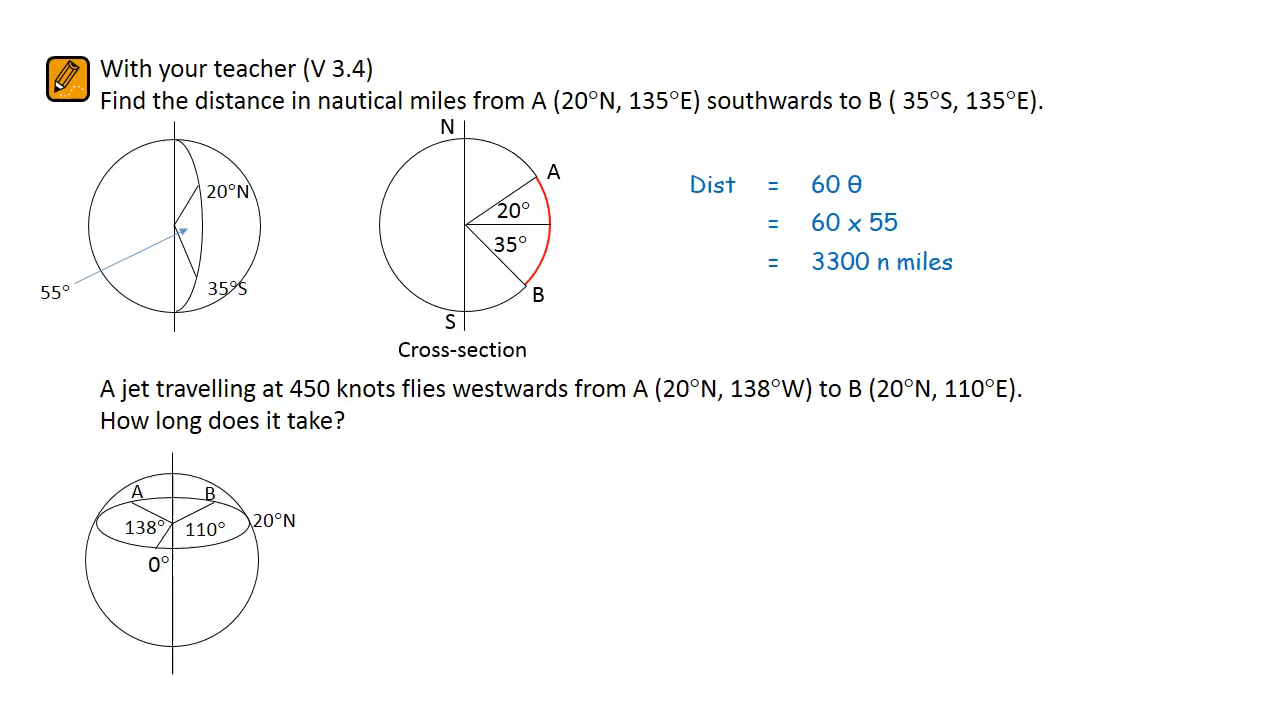 With your teacher (V 3.4)
Find the distance in nautical miles from A (20°N, 135°E) southwards to B ( 35°S, 135°E).
N
A
20°N
20°
35°
55°
35°S
B
S
Cross-section
Dist = 60 θ
= 60 x 55
= 3300 n miles
A jet travelling at 450 knots flies westwards from A (20°N, 138°W) to B (20°N, 110°E).
How long does it take?
A B
138° 110° 20°N
0°